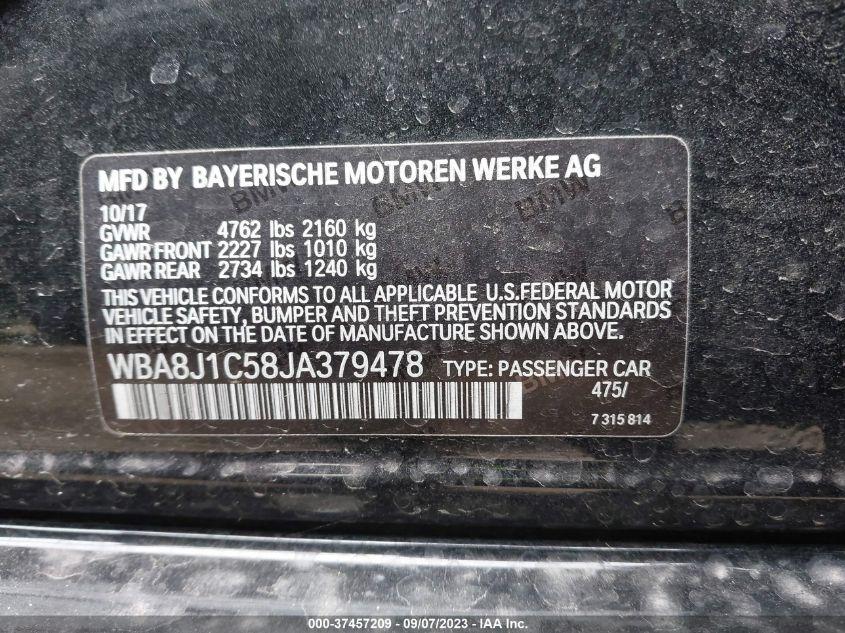 MFD BY BAYERISCHE MOTOREN WERKE AG
10/17
GVWR 4762 lbs 2160 kg
GAWR FRONT 2227 lbs 1010 kg
GAWR REAR 2734 lbs 1240 kg
THIS VEHICLE CONFORMS TO ALL APPLICABLE U.S.FEDERAL MOTOR
VEHICLE SAFETY, BUMPER AND THEFT PREVENTION STANDARDS
IN EFFECT ON THE DATE OF MANUFACTURE SHOWN ABOVE.
WBA8J1C58JA379478 TYPE: PASSENGER CAR
475/
7 315 814
000-37457209 - 09/07/2023 - IAA Inc.